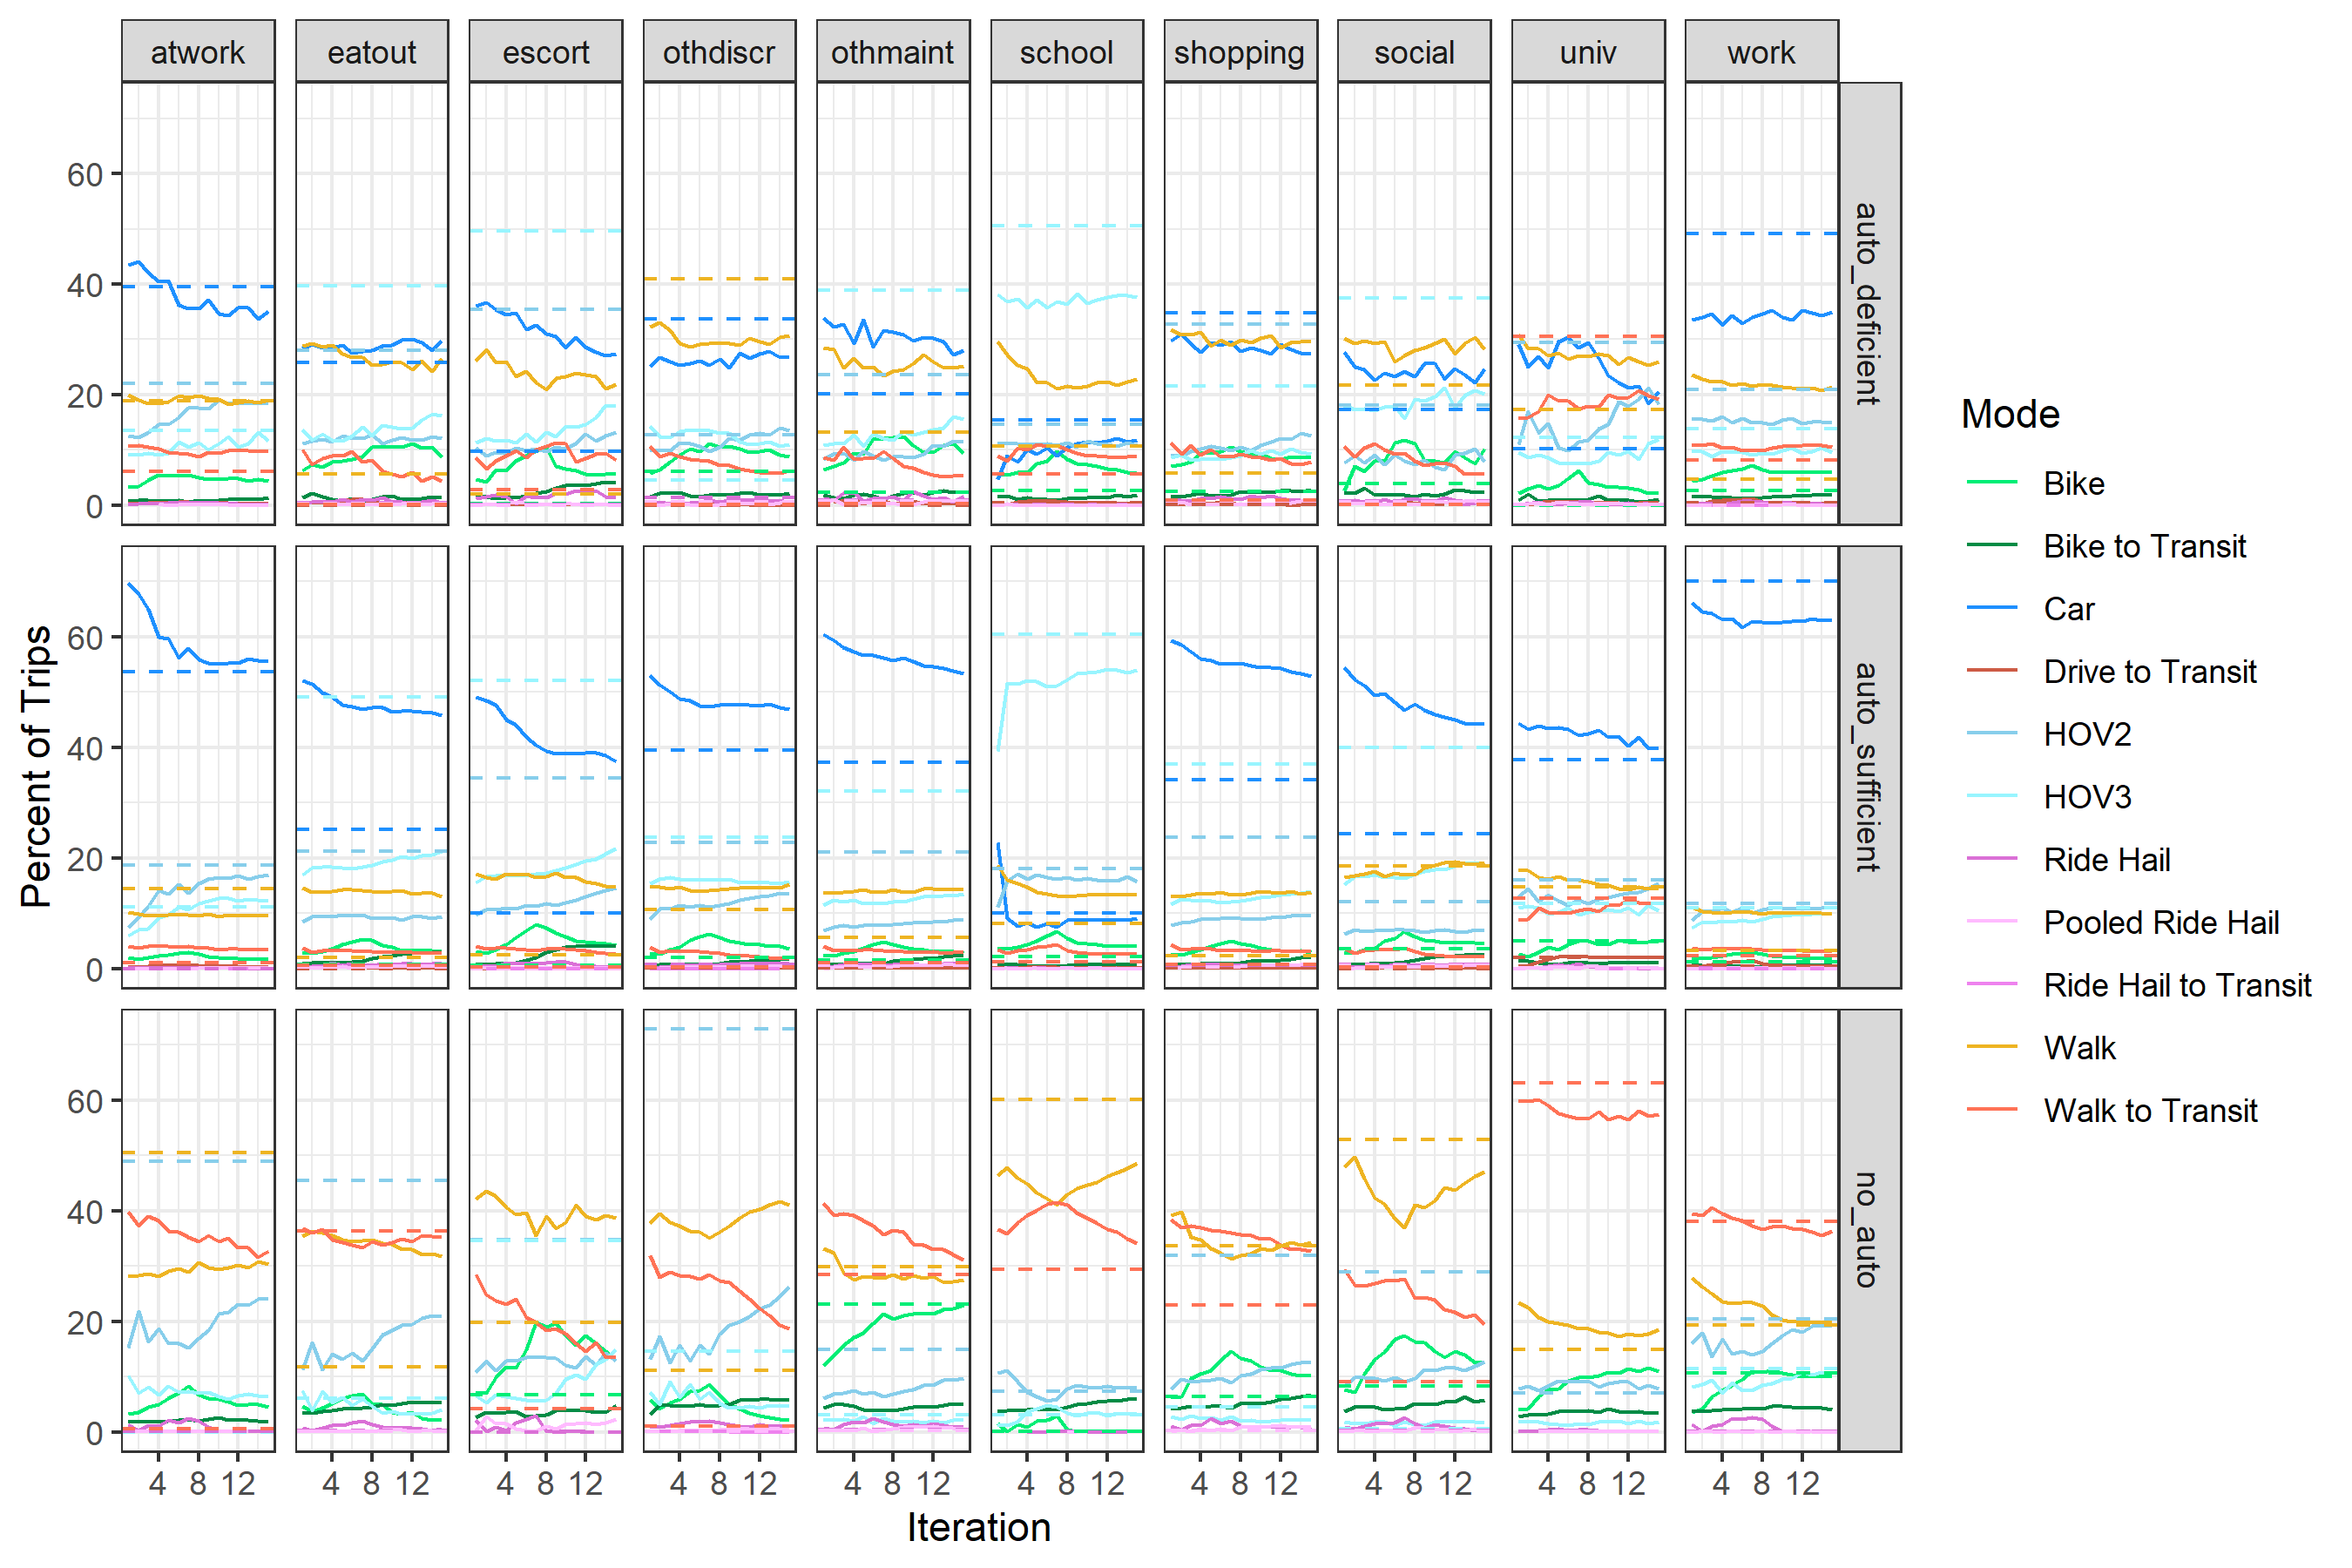 atwork eatout escort othdiscr othmaint school shopping social univ work
60
40
20
0
auto_deficient
60
40
20
0
auto_sufficient
60
40
20
0
no_auto
4 8 12 4 8 12 4 8 12 4 8 12 4 8 12 4 8 12 4 8 12 4 8 12 4 8 12 4 8 12
Iteration
Percent of Trips
Mode
Bike
Bike to Transit
Car
Drive to Transit
HOV2
HOV3
Ride Hail
Pooled Ride Hail
Ride Hail to Transit
Walk
Walk to Transit